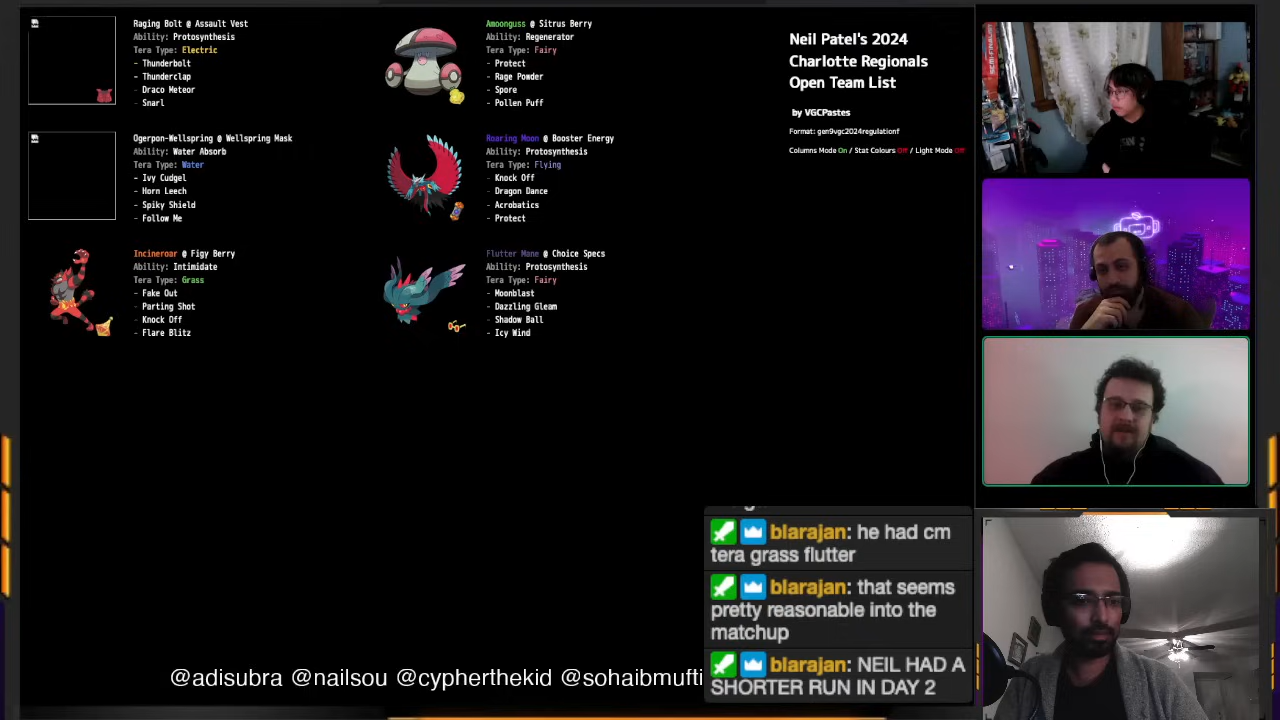 Raging Bolt @ Assault Vest
Ability: Protosynthesis
Tera Type: Electric
- Thunderbolt
- Thunderclap
- Draco Meteor
- Snarl
Amoonguss @ Sitrus Berry
Ability: Regenerator
Tera Type: Fairy
- Protect
- Rage Powder
- Spore
- Pollen Puff
Ogerpon-Wellspring @ Wellspring Mask
Ability: Water Absorb
Tera Type: Water
- Ivy Cudgel
- Horn Leech
- Spiky Shield
- Follow Me
Roaring Moon @ Booster Energy
Ability: Protosynthesis
Tera Type: Flying
- Knock Off
- Dragon Dance
- Acrobatics
- Protect
Incineroar @ Figy Berry
Ability: Intimidate
Tera Type: Grass
- Fake Out
- Parting Shot
- Knock Off
- Flare Blitz
Flutter Mane @ Choice Specs
Ability: Protosynthesis
Tera Type: Fairy
- Moonblast
- Dazzling Gleam
- Shadow Ball
- Icy Wind
Neil Patel's 2024
Charlotte Regionals
Open Team List
by VGCPastes
Format: gen9vgc2024regulationf
Columns Mode On / Stat Colours Off / Light Mode Off
blarajan: he had cm
tera grass flutter
blarajan: that seems
pretty reasonable into the
matchup
blarajan: NEIL HAD A
SHORTER RUN IN DAY 2
@adisubra @nailsou @cypherthekid @sohaibmufti